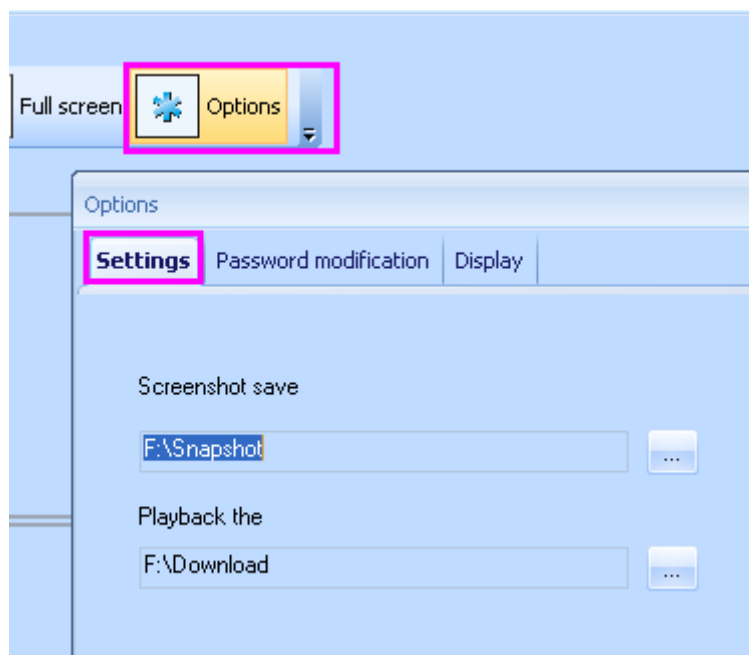 Full screen Options
Options
Settings Password modification Display
Screenshot save
F:\Snapshot ...
Playback the
F:\Download ...